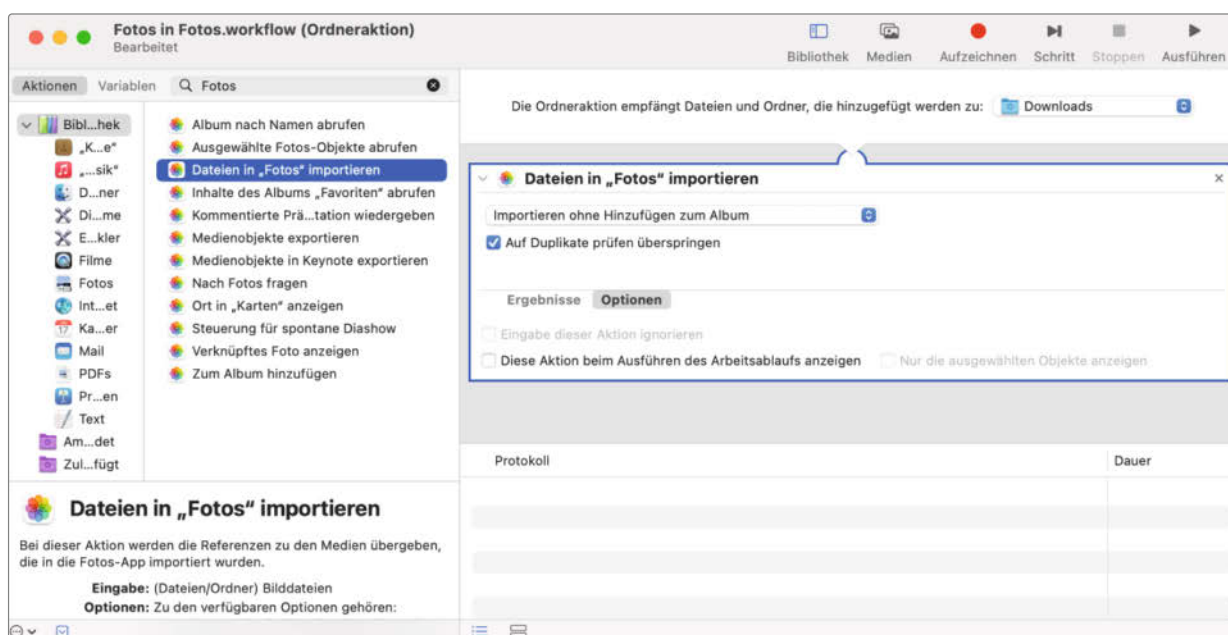 Fotos in Fotos.workflow (Ordneraktion)
Bearbeitet
Bibliothek Medien Aufzeichnen Schritt Stoppen Ausführen
Aktionen Variablen Fotos
Die Ordneraktion empfängt Dateien und Ordner, die hinzugefügt werden zu: Downloads
Bibl...hek
„K...e“
„...sik“
D...ner
Di...me
E...kler
Filme
Fotos
Int...et
Ka...er
Mail
PDFs
Pr...en
Text
Am...det
Zul...fügt
Album nach Namen abrufen
Ausgewählte Fotos-Objekte abrufen
Dateien in „Fotos“ importieren
Inhalte des Albums „Favoriten“ abrufen
Kommentierte Prä...tation wiedergeben
Medienobjekte exportieren
Medienobjekte in Keynote exportieren
Nach Fotos fragen
Ort in „Karten“ anzeigen
Steuerung für spontane Diashow
Verknüpftes Foto anzeigen
Zum Album hinzufügen
Dateien in „Fotos“ importieren
Importieren ohne Hinzufügen zum Album
Auf Duplikate prüfen überspringen
Ergebnisse Optionen
Eingabe dieser Aktion ignorieren
Diese Aktion beim Ausführen des Arbeitsablaufs anzeigen Nur die ausgewählten Objekte anzeigen
Protokoll Dauer
Dateien in „Fotos“ importieren
Bei dieser Aktion werden die Referenzen zu den Medien übergeben,
die in die Fotos-App importiert wurden.
Eingabe: (Dateien/Ordner) Bilddateien
Optionen: Zu den verfügbaren Optionen gehören: